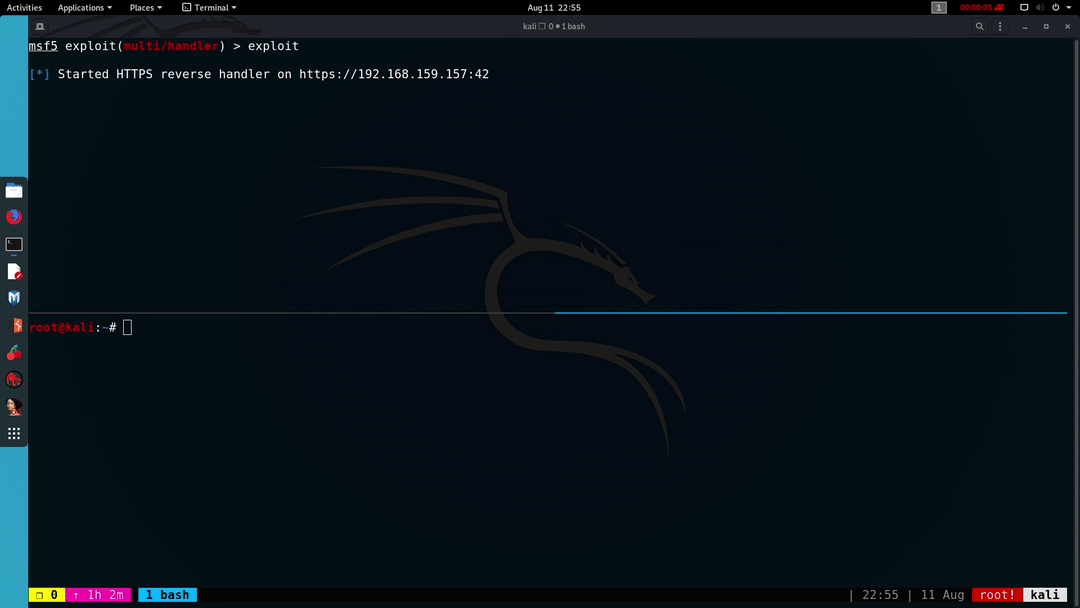 Activities Applications Places Terminal Aug 11 22:55 1 00:00:03
kali ❐ 0 ● 1 bash
msf5 exploit(multi/handler) > exploit
[*] Started HTTPS reverse handler on https://192.168.159.157:42
root@kali:~#
❐ 0 ↑ 1h 2m 1 bash | 22:55 | 11 Aug root! kali